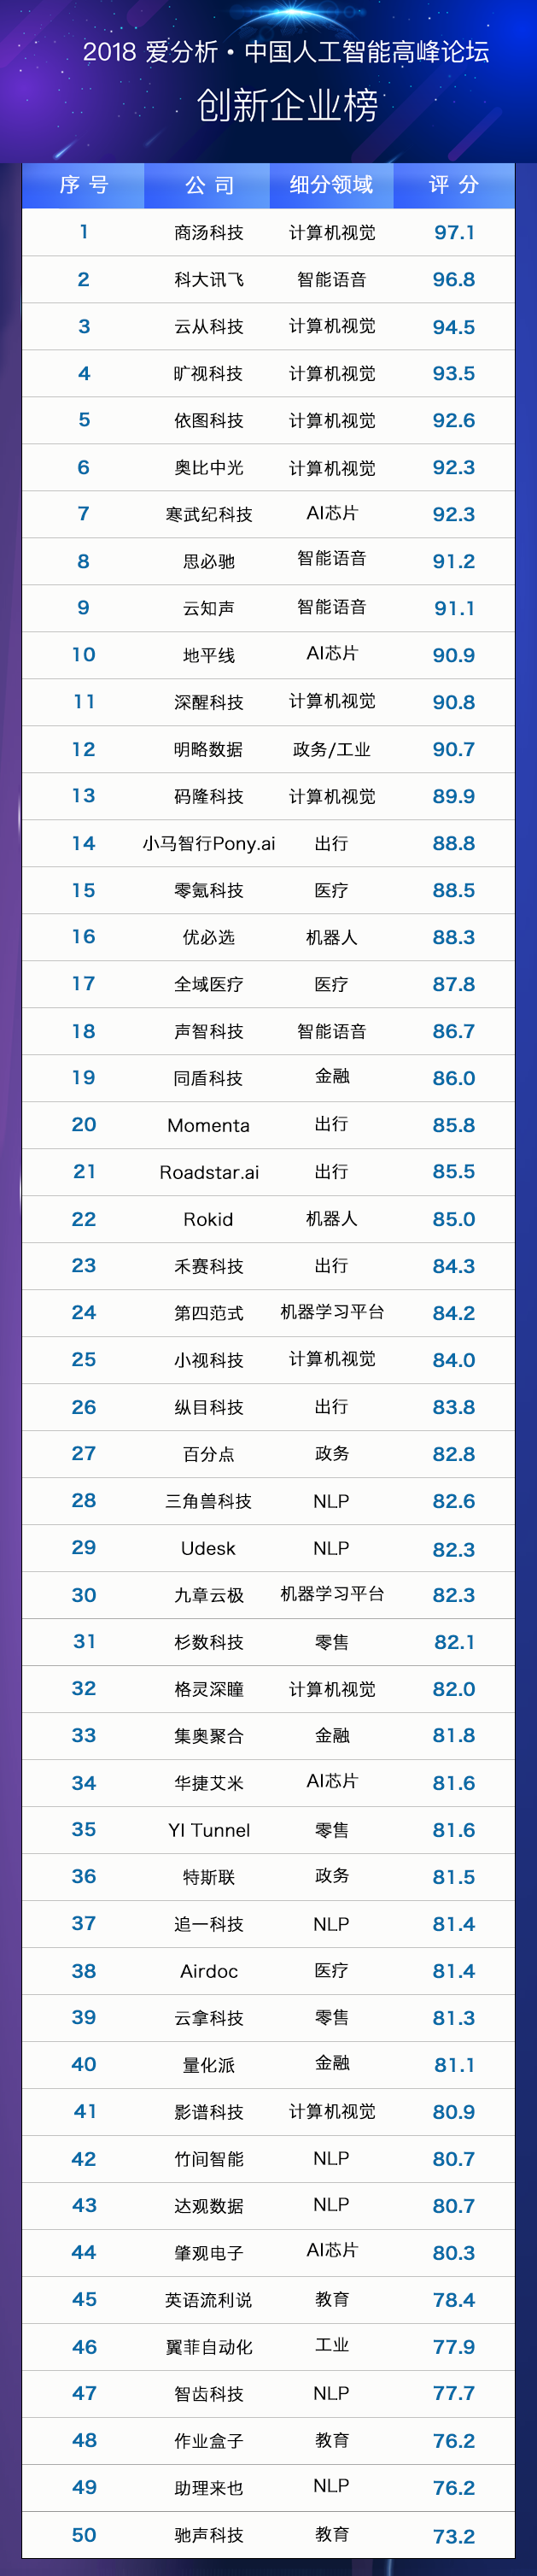 2018 爱分析·中国人工智能高峰论坛
创新企业榜
序号 公司 细分领域 评分
1 商汤科技 计算机视觉 97.1
2 科大讯飞 智能语音 96.8
3 云从科技 计算机视觉 94.5
4 旷视科技 计算机视觉 93.5
5 依图科技 计算机视觉 92.6
6 奥比中光 计算机视觉 92.3
7 寒武纪科技 AI芯片 92.3
8 思必驰 智能语音 91.2
9 云知声 智能语音 91.1
10 地平线 AI芯片 90.9
11 深醒科技 计算机视觉 90.8
12 明略数据 政务/工业 90.7
13 码隆科技 计算机视觉 89.9
14 小马智行Pony.ai 出行 88.8
15 零氪科技 医疗 88.5
16 优必选 机器人 88.3
17 全域医疗 医疗 87.8
18 声智科技 智能语音 86.7
19 同盾科技 金融 86.0
20 Momenta 出行 85.8
21 Roadstar.ai 出行 85.5
22 Rokid 机器人 85.0
23 禾赛科技 出行 84.3
24 第四范式 机器学习平台 84.2
25 小视科技 计算机视觉 84.0
26 纵目科技 出行 83.8
27 百分点 政务 82.8
28 三角兽科技 NLP 82.6
29 Udesk NLP 82.3
30 九章云极 机器学习平台 82.3
31 杉数科技 零售 82.1
32 格灵深瞳 计算机视觉 82.0
33 集奥聚合 金融 81.8
34 华捷艾米 AI芯片 81.6
35 YI Tunnel 零售 81.6
36 特斯联 政务 81.5
37 追一科技 NLP 81.4
38 Airdoc 医疗 81.4
39 云拿科技 零售 81.3
40 量化派 金融 81.1
41 影谱科技 计算机视觉 80.9
42 竹间智能 NLP 80.7
43 达观数据 NLP 80.7
44 肇观电子 AI芯片 80.3
45 英语流利说 教育 78.4
46 翼菲自动化 工业 77.9
47 智齿科技 NLP 77.7
48 作业盒子 教育 76.2
49 助理来也 NLP 76.2
50 驰声科技 教育 73.2